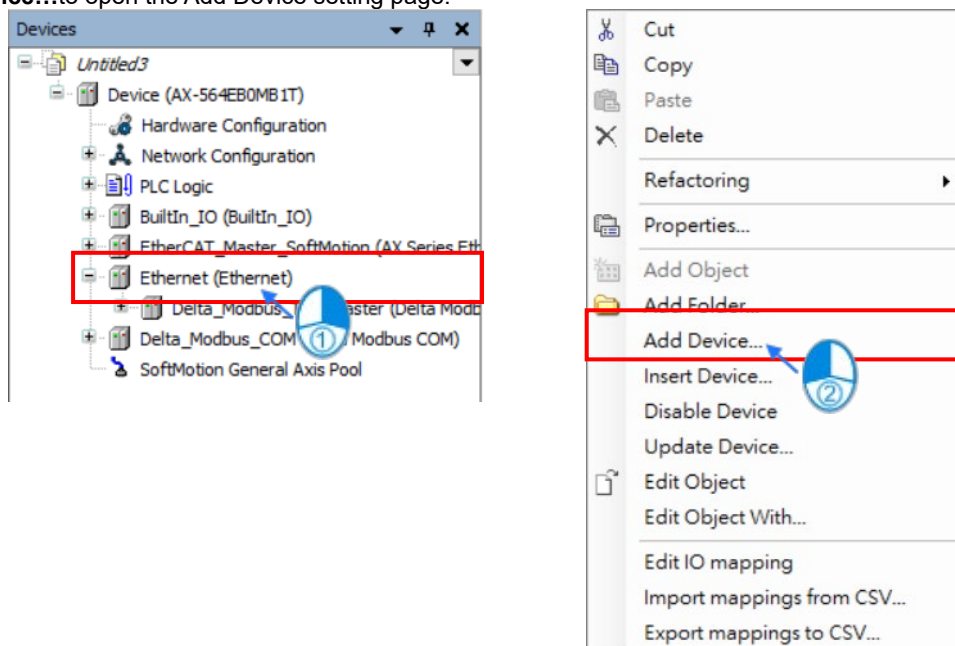 to open the Add Device setting page.
Devices
Untitled3
Device (AX-564EB0MB1T)
Hardware Configuration
Network Configuration
PLC Logic
BuiltIn_IO (BuiltIn_IO)
EtherCAT_Master_SoftMotion (AX Series Eth
Ethernet (Ethernet)
Delta_Modbus_ aster (Delta Modb
Delta_Modbus_COM Modbus COM)
SoftMotion General Axis Pool
1
Cut
Copy
Paste
Delete
Refactoring
Properties...
Add Object
Add Folder...
Add Device...
Insert Device...
2
Disable Device
Update Device...
Edit Object
Edit Object With...
Edit IO mapping
Import mappings from CSV...
Export mappings to CSV...